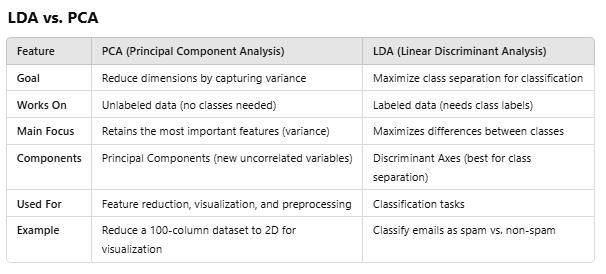 LDA vs. PCA
Feature PCA (Principal Component Analysis) LDA (Linear Discriminant Analysis)
Goal Reduce dimensions by capturing variance Maximize class separation for classification
Works On Unlabeled data (no classes needed) Labeled data (needs class labels)
Main Focus Retains the most important features (variance) Maximizes differences between classes
Components Principal Components (new uncorrelated variables) Discriminant Axes (best for class
separation)
Used For Feature reduction, visualization, and preprocessing Classification tasks
Example Reduce a 100-column dataset to 2D for Classify emails as spam vs. non-spam
visualization